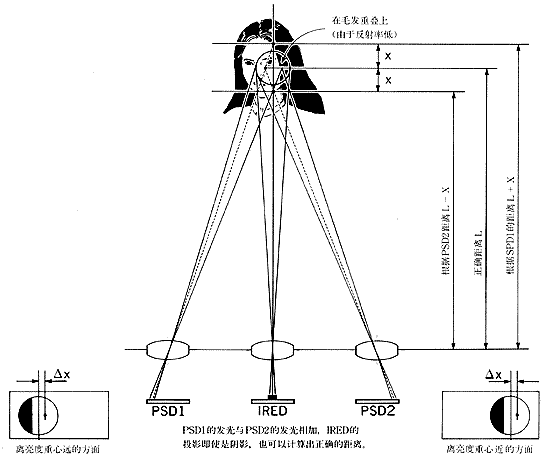 在毛发重叠上
(由于反射率低)
X
X
根据PSD2距离L - X
正确距离L
根据SPD1的距离L + X
Δx
Δx
PSD1
IRED
PSD2
PSD1的发光与PSD2的发光相加, IRED的
投影即使是阴影, 也可以计算出正确的距离。
离亮度重心远的方面
离亮度重心近的方面